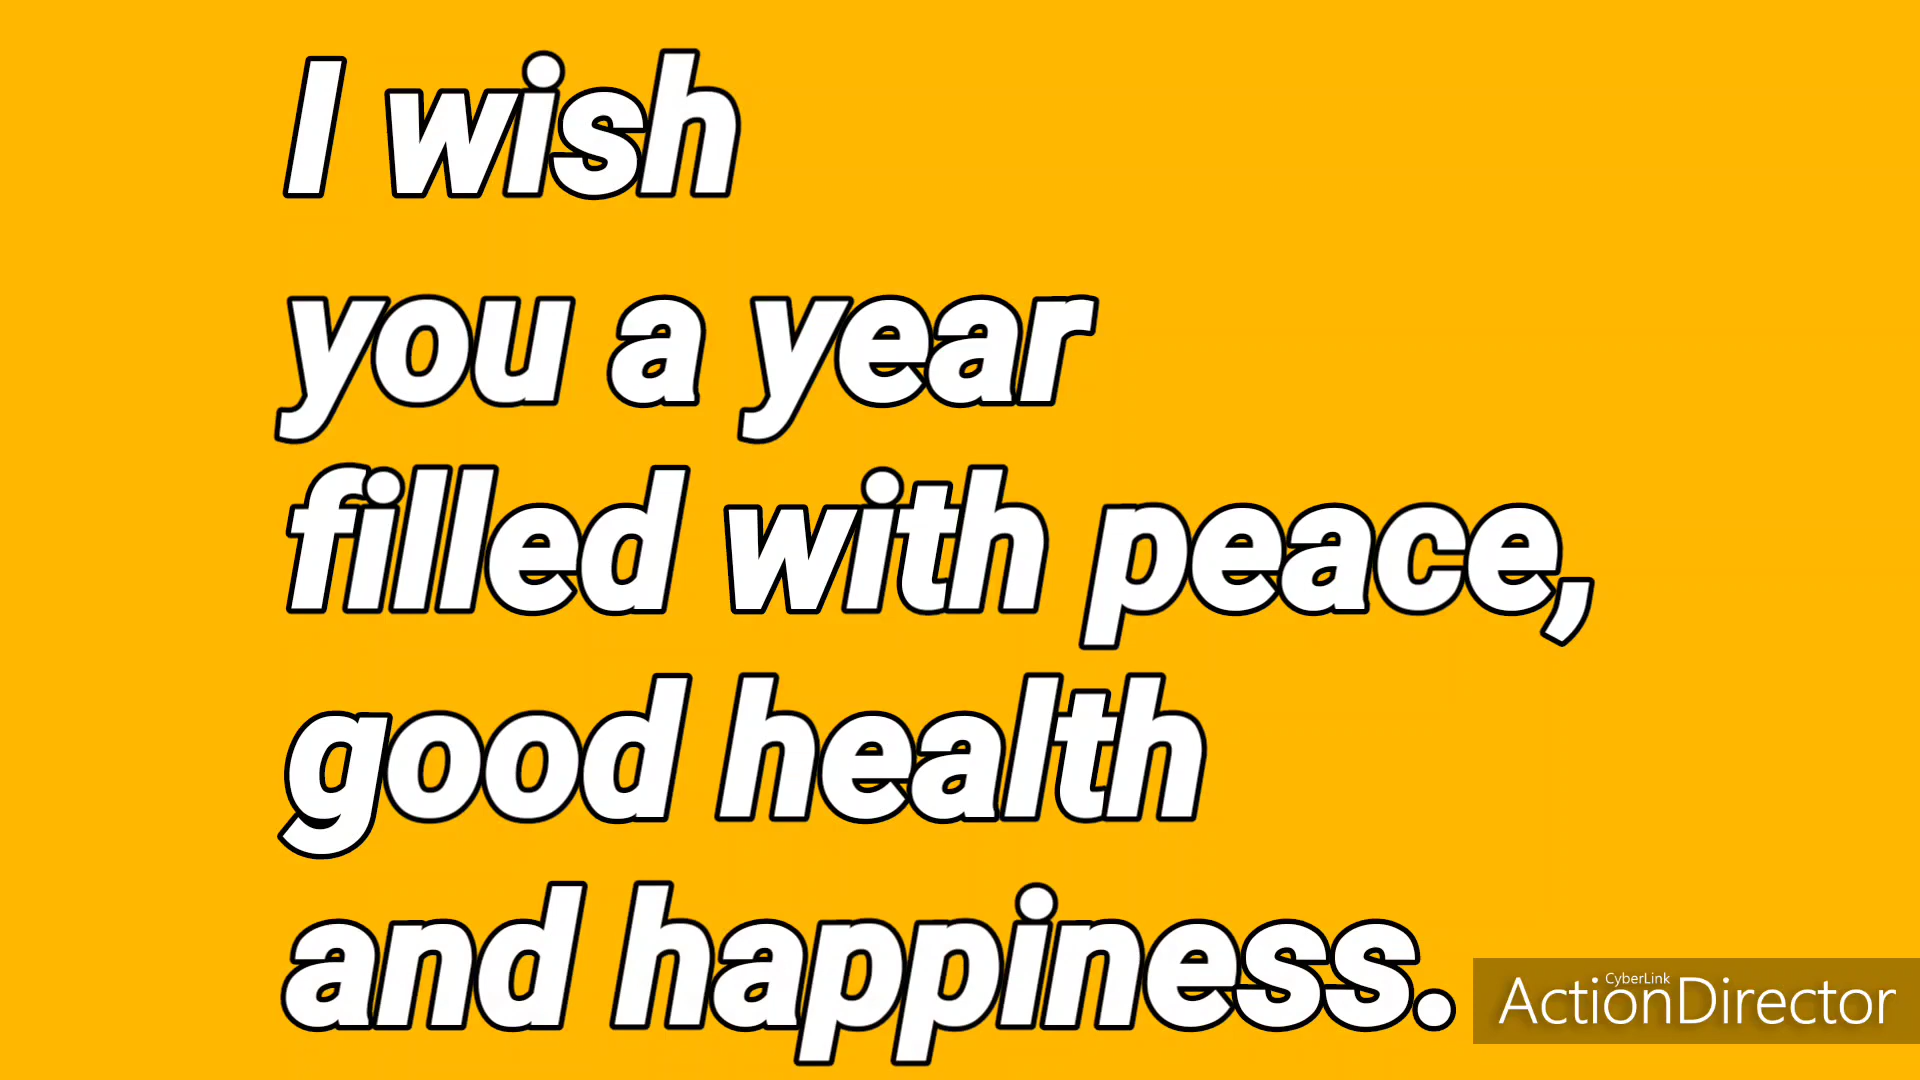 I wish
you a year
filled with peace,
good health
and happiness.
CyberLink
ActionDirector